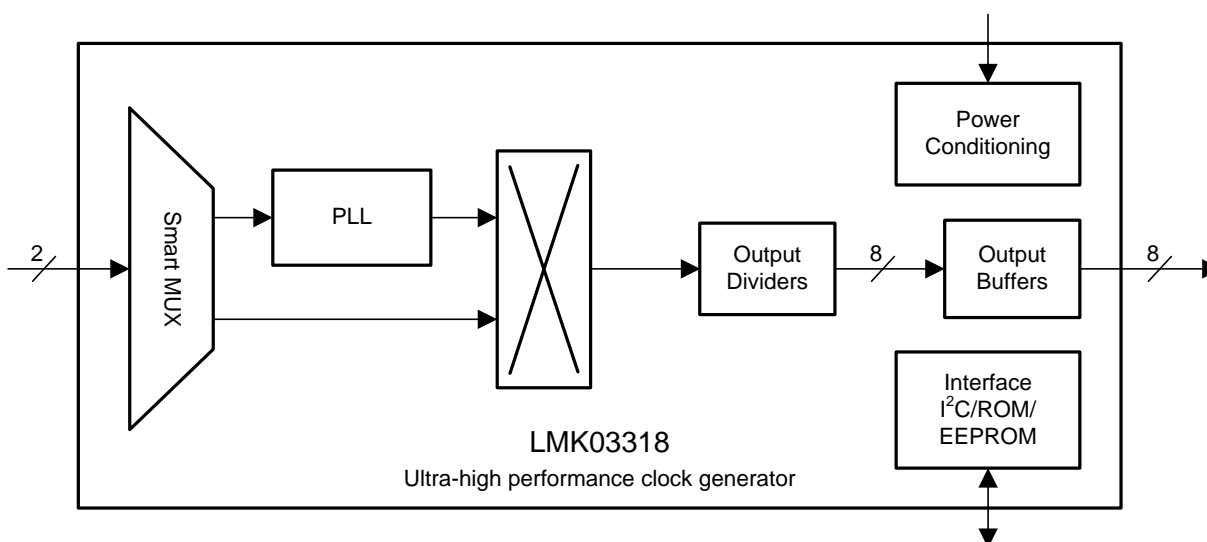 Power
Conditioning
Smart MUX
PLL
2
Output
Dividers
8
Output
Buffers
8
Interface
I²C/ROM/
EEPROM
LMK03318
Ultra-high performance clock generator